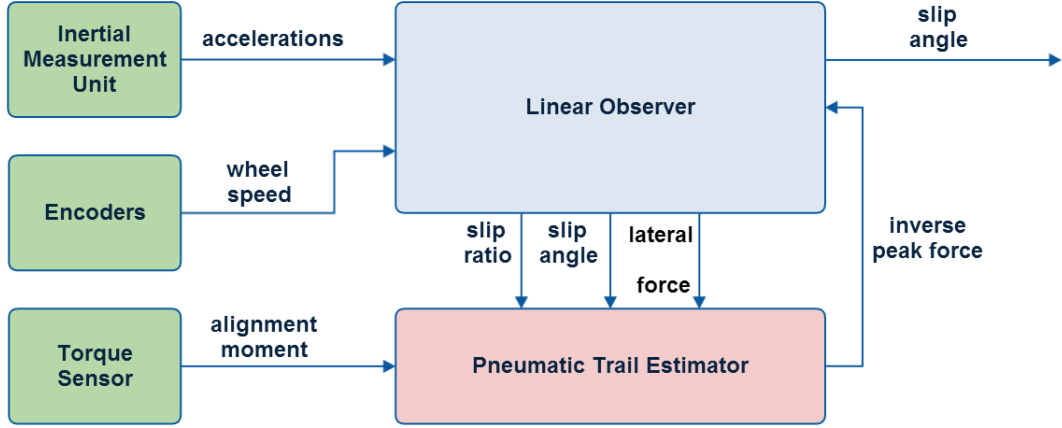 Inertial
Measurement
Unit
accelerations
slip
angle
Linear Observer
wheel
speed
Encoders
slip
ratio
slip
angle
lateral
force
inverse
peak force
alignment
moment
Torque
Sensor
Pneumatic Trail Estimator